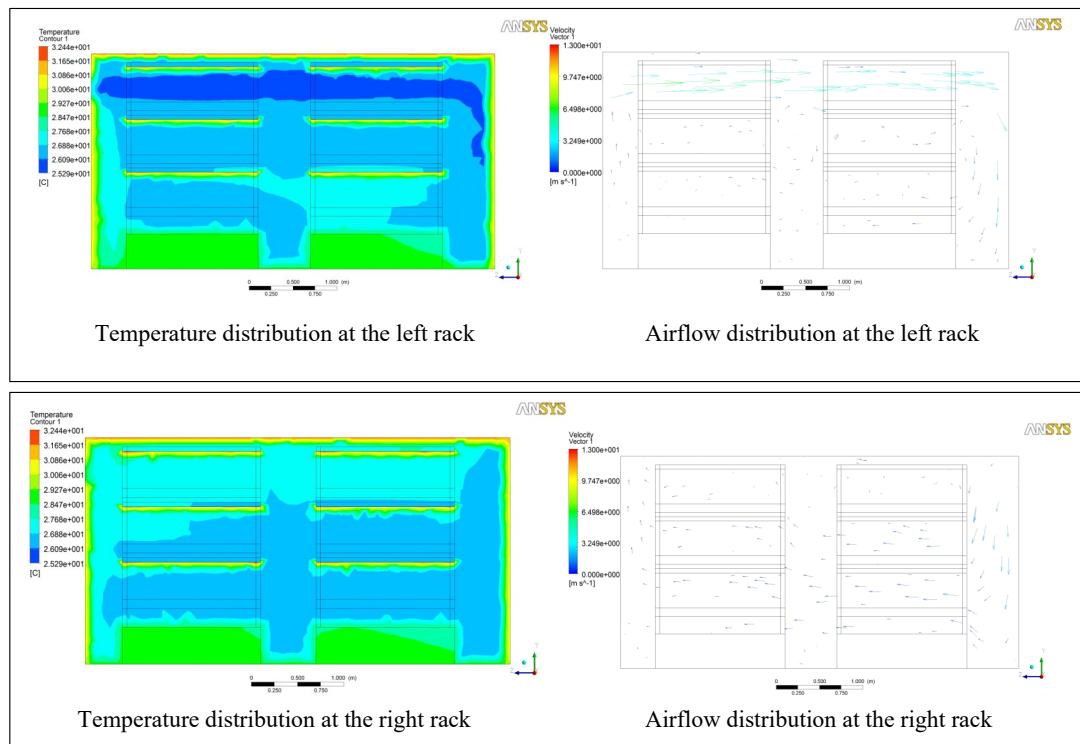 ANSYS
Temperature
Contour 1
3.244e+001
3.165e+001
3.086e+001
3.006e+001
2.927e+001
2.847e+001
2.768e+001
2.688e+001
2.609e+001
2.529e+001
[C]
Y
Z
0 0.500 1.000 (m)
0.250 0.750
Temperature distribution at the left rack
ANSYS
Velocity
Vector 1
1.300e+001
9.747e+000
6.498e+000
3.249e+000
0.000e+000
[m s^-1]
Y
Z
0 0.500 1.000 (m)
0.250 0.750
Airflow distribution at the left rack
ANSYS
Temperature
Contour 1
3.244e+001
3.165e+001
3.086e+001
3.006e+001
2.927e+001
2.847e+001
2.768e+001
2.688e+001
2.609e+001
2.529e+001
[C]
Y
Z
0 0.500 1.000 (m)
0.250 0.750
Temperature distribution at the right rack
ANSYS
Velocity
Vector 1
1.300e+001
9.747e+000
6.498e+000
3.249e+000
0.000e+000
[m s^-1]
Y
Z
0 0.500 1.000 (m)
0.250 0.750
Airflow distribution at the right rack